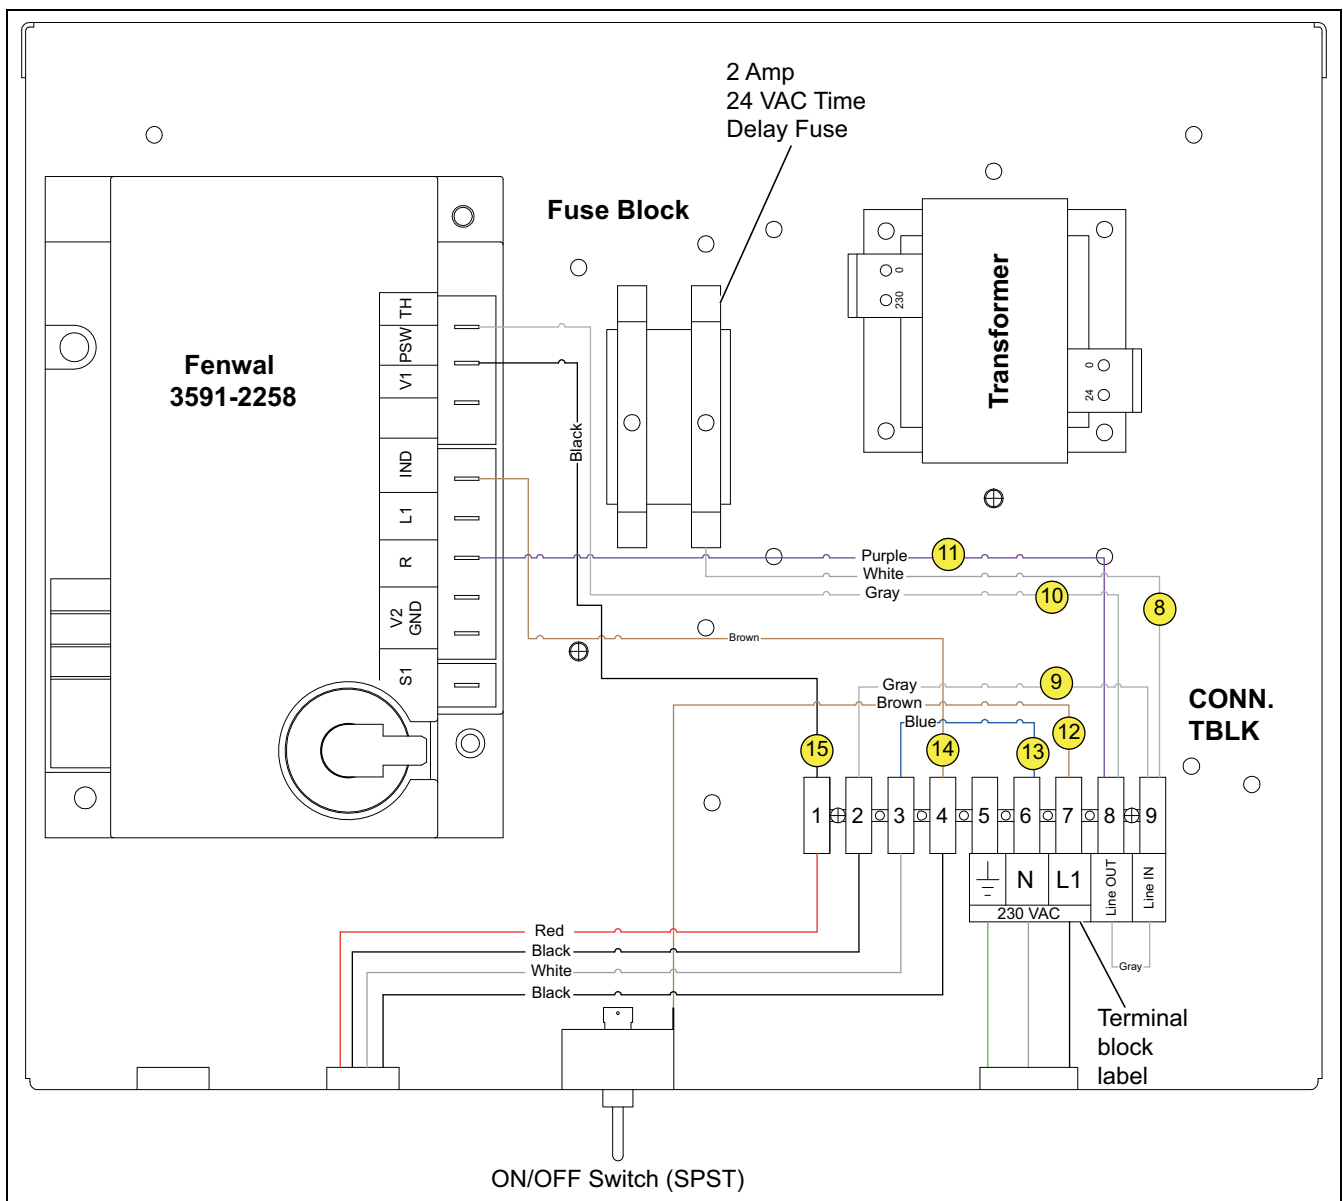 2 Amp
24 VAC Time
Delay Fuse
Fuse Block
Transformer
0
230
0
24
Fenwal
3591-2258
TH
PSW
V1
IND
L1
R
V2
GND
S1
Black
Purple
11
White
Gray
10
8
Brown
Gray
9
Brown
12
Blue
CONN.
TBLK
15
14
13
1
2
3
4
5
6
7
8
9
N
L1
Line OUT
Line IN
230 VAC
Red
Black
White
Black
Gray
Terminal
block
label
ON/OFF Switch (SPST)